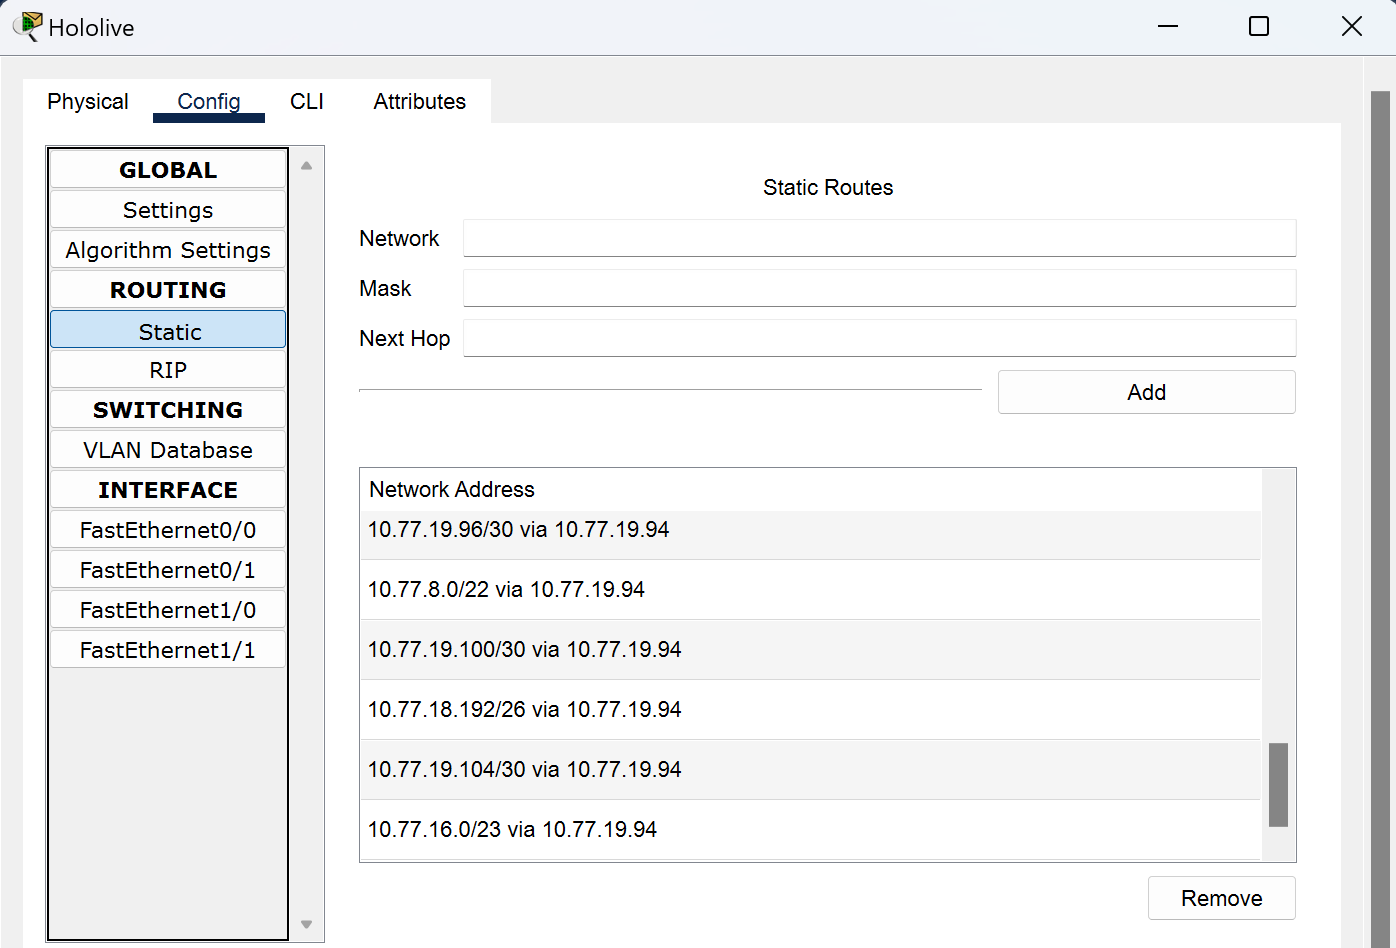 Hololive
Physical Config CLI Attributes
GLOBAL
Settings
Algorithm Settings
ROUTING
Static
RIP
SWITCHING
VLAN Database
INTERFACE
FastEthernet0/0
FastEthernet0/1
FastEthernet1/0
FastEthernet1/1
Static Routes
Network
Mask
Next Hop
Add
Network Address
10.77.19.96/30 via 10.77.19.94
10.77.8.0/22 via 10.77.19.94
10.77.19.100/30 via 10.77.19.94
10.77.18.192/26 via 10.77.19.94
10.77.19.104/30 via 10.77.19.94
10.77.16.0/23 via 10.77.19.94
Remove